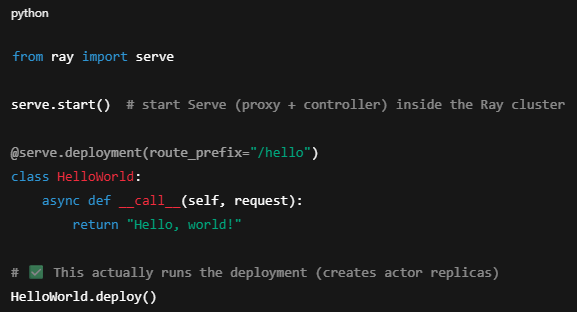 python
from ray import serve
serve.start()  # start Serve (proxy + controller) inside the Ray cluster
@serve.deployment(route_prefix="/hello")
class HelloWorld:
    async def __call__(self, request):
        return "Hello, world!"
# ✅ This actually runs the deployment (creates actor replicas)
HelloWorld.deploy()